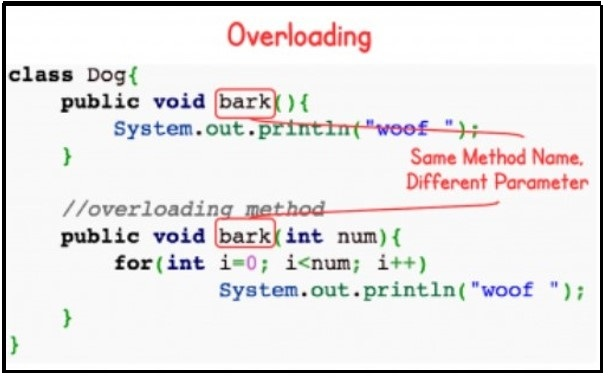 Overloading
class Dog{
    public void bark(){
        System.out.println("woof ");
    }
Same Method Name,
Different Parameter
    //overloading method
    public void bark(int num){
        for(int i=0; i<num; i++)
                System.out.println("woof ");
    }
}